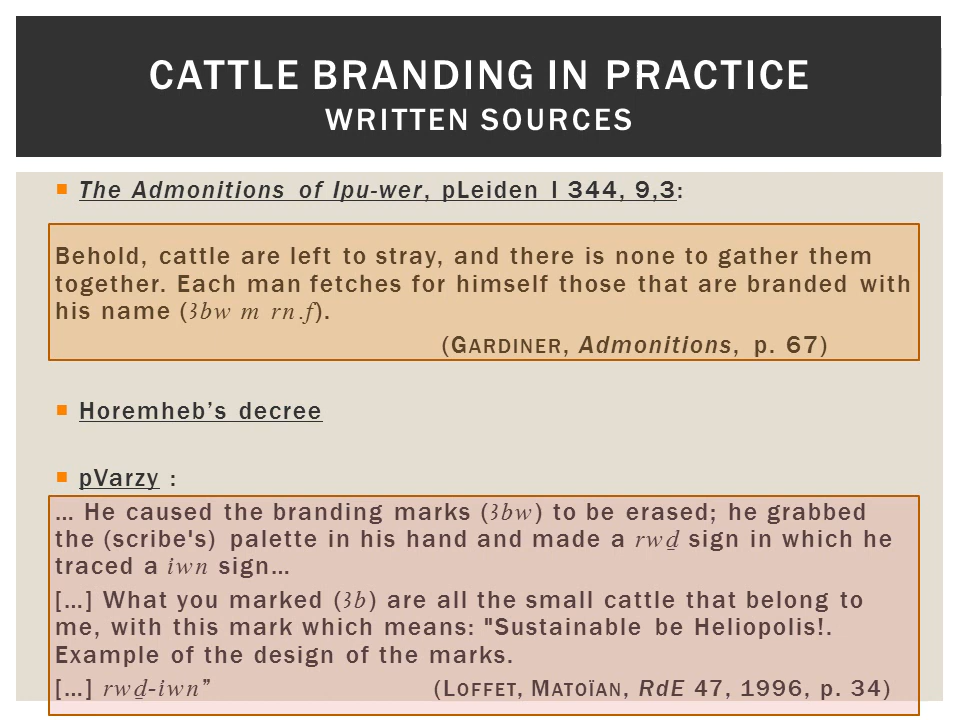 CATTLE BRANDING IN PRACTICE
WRITTEN SOURCES
▪ The Admonitions of Ipu-wer, pLeiden I 344, 9,3:
Behold, cattle are left to stray, and there is none to gather them
together. Each man fetches for himself those that are branded with
his name (ꜣbw m rn.f).
(GARDINER, Admonitions, p. 67)
▪ Horemheb’s decree
▪ pVarzy :
… He caused the branding marks (ꜣbw) to be erased; he grabbed
the (scribe's) palette in his hand and made a rwḏ sign in which he
traced a iwn sign…
[…] What you marked (ꜣb) are all the small cattle that belong to
me, with this mark which means: "Sustainable be Heliopolis!.
Example of the design of the marks.
[…] rwḏ-iwn” (LOFFET, MATOÏAN, RdE 47, 1996, p. 34)